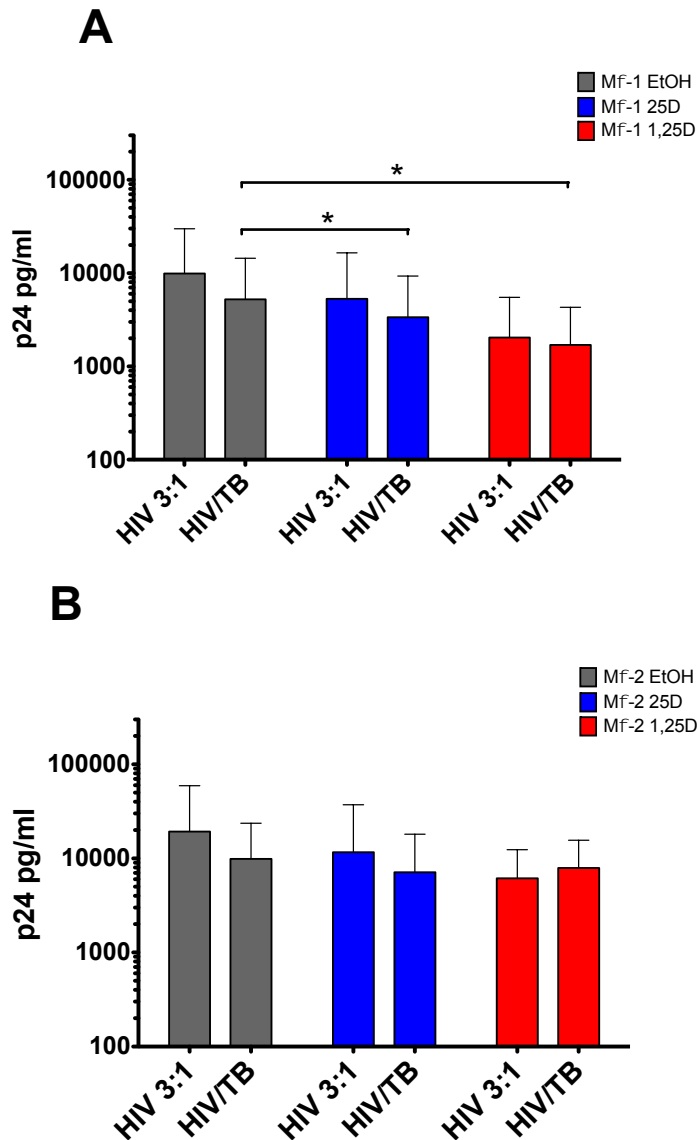 A
Mf-1 EtOH
Mf-1 25D
Mf-1 1,25D
p24 pg/ml
100000
10000
1000
100
*
*
HIV 3:1
HIV/TB
HIV 3:1
HIV/TB
HIV 3:1
HIV/TB
B
Mf-2 EtOH
Mf-2 25D
Mf-2 1,25D
p24 pg/ml
100000
10000
1000
100
HIV 3:1
HIV/TB
HIV 3:1
HIV/TB
HIV 3:1
HIV/TB